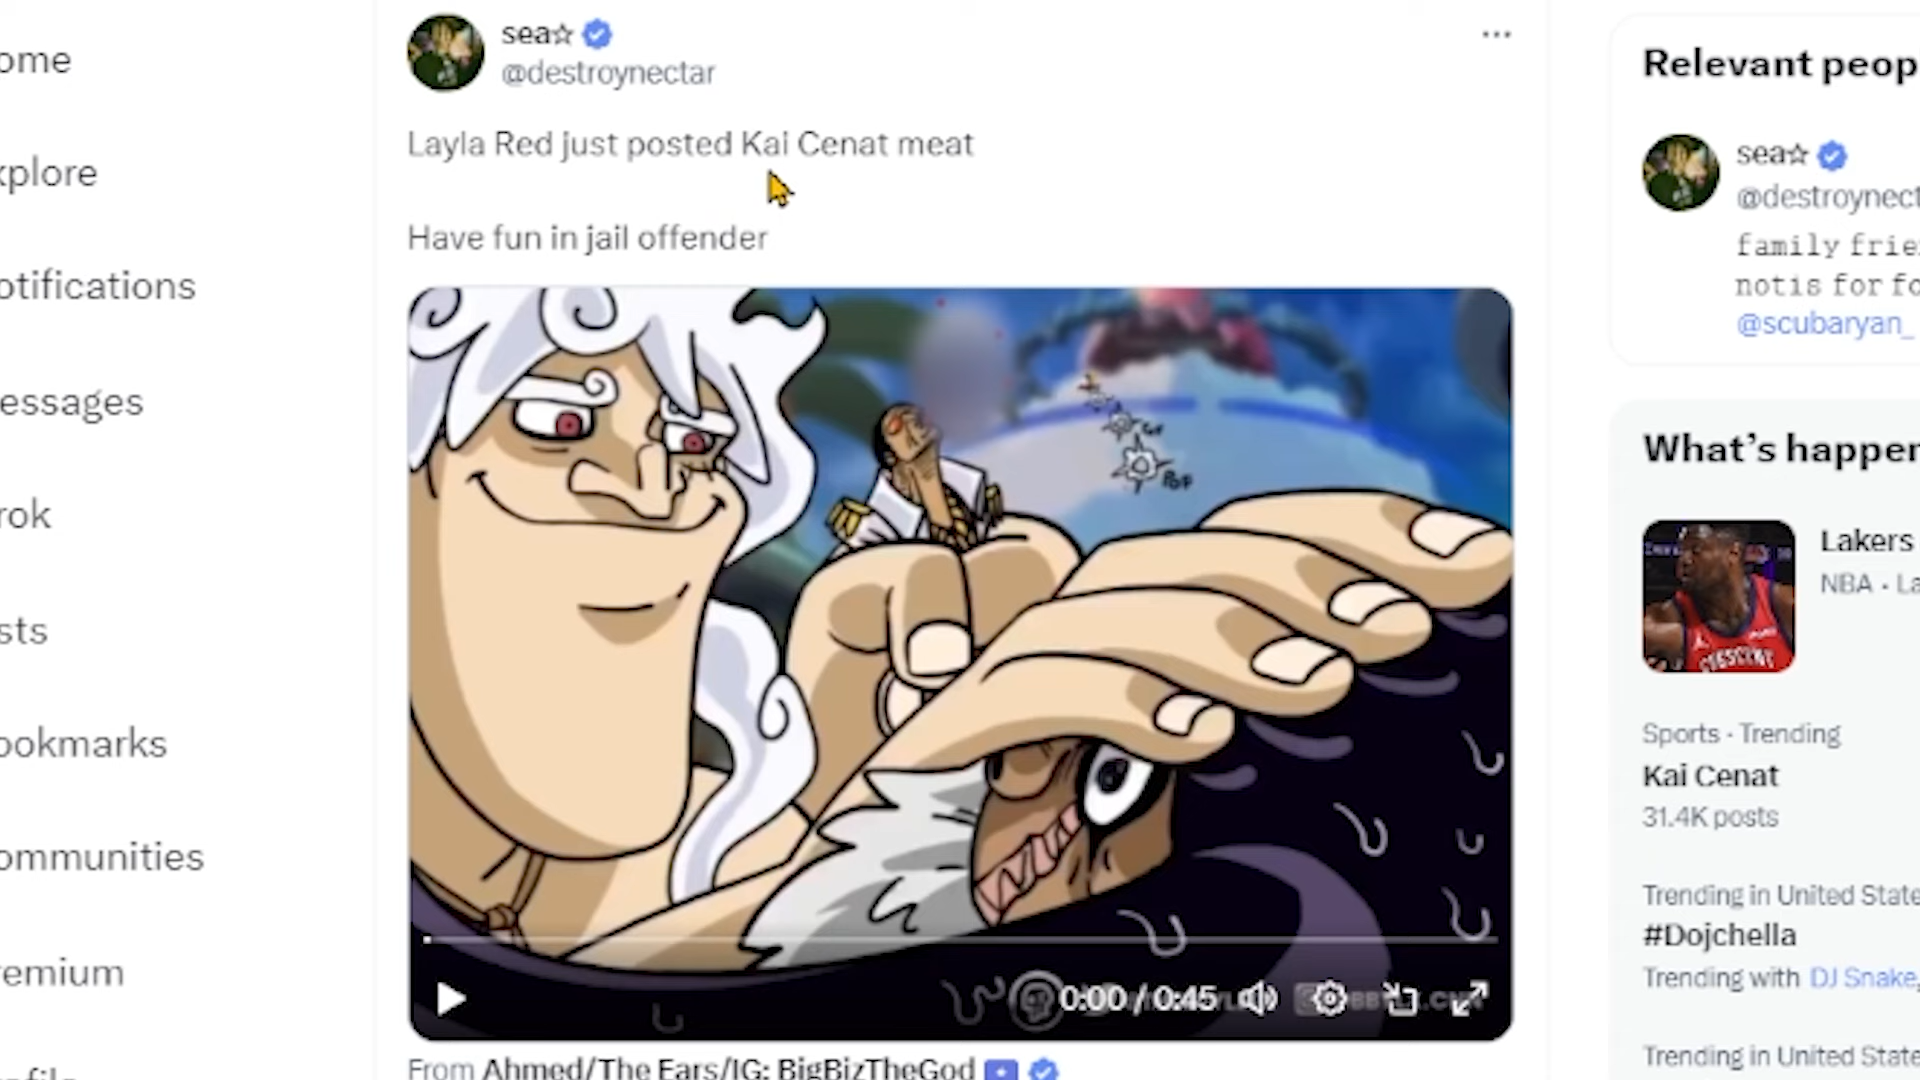 ome
xplore
otifications
essages
rok
sts
ookmarks
ommunities
remium
sea☆
@destroynectar
Layla Red just posted Kai Cenat meat
Have fun in jail offender
Pop
0:00 / 0:45
From Ahmed/The Ears/IG: BigBizTheGod
Relevant peop
sea☆
@destroynect
family frie
notis for fo
@scubaryan_
What's happen
Lakers
NBA · La
Sports · Trending
Kai Cenat
31.4K posts
Trending in United State
#Dojchella
Trending with DJ Snake,
Trending in United State